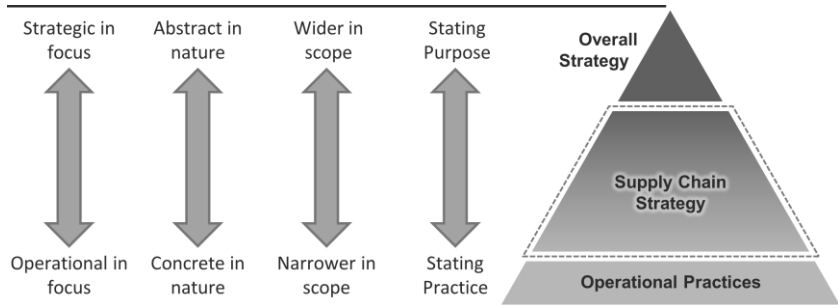 Strategic in
focus
Abstract in
nature
Wider in
scope
Stating
Purpose
Overall
Strategy
Supply Chain
Strategy
Operational in
focus
Concrete in
nature
Narrower in
scope
Stating
Practice
Operational Practices